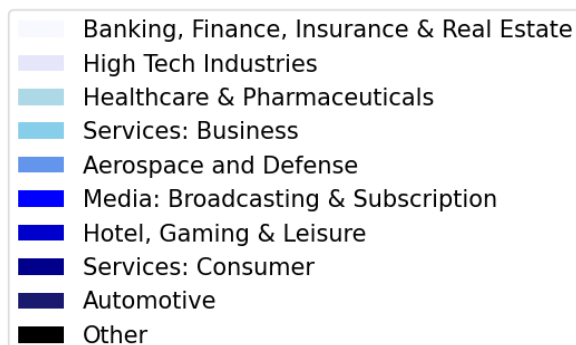 Banking, Finance, Insurance & Real Estate
High Tech Industries
Healthcare & Pharmaceuticals
Services: Business
Aerospace and Defense
Media: Broadcasting & Subscription
Hotel, Gaming & Leisure
Services: Consumer
Automotive
Other